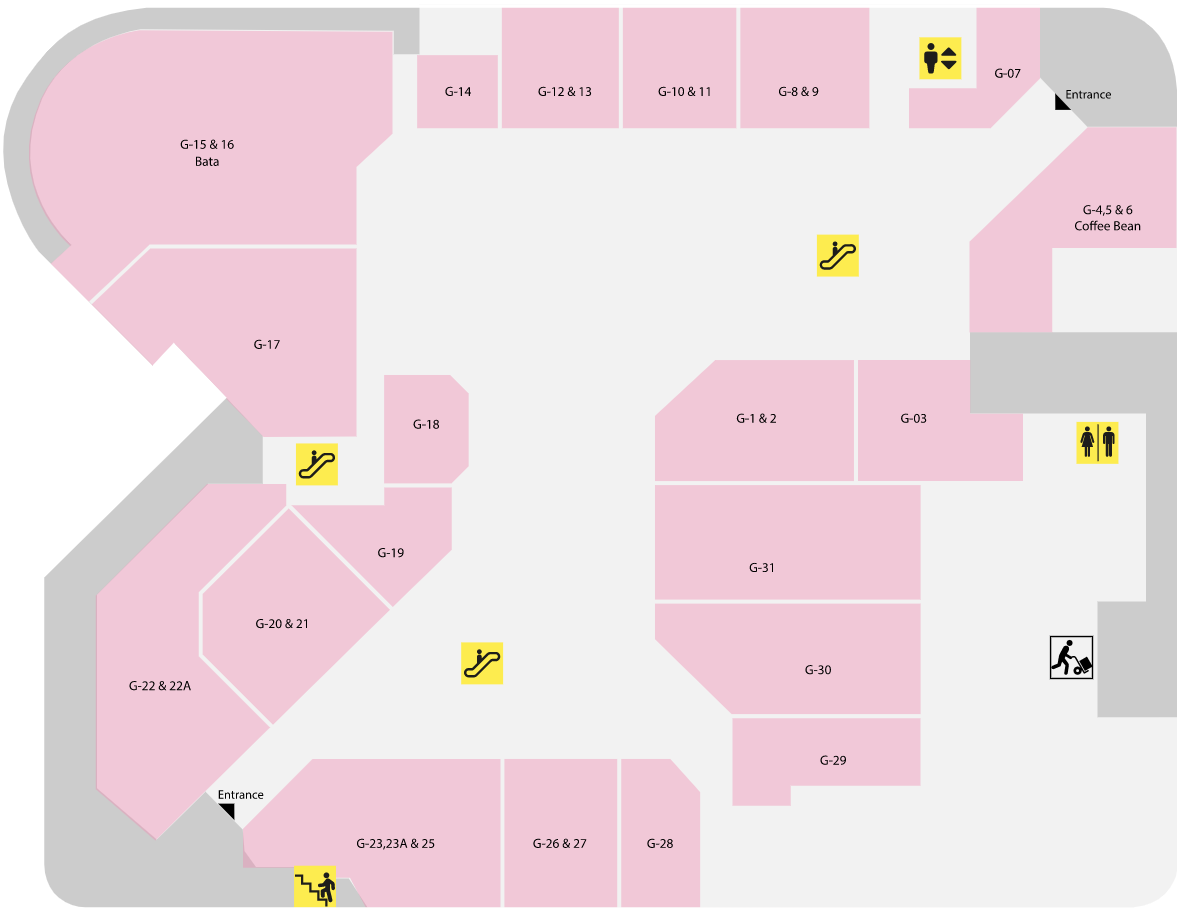 G-07
Entrance
G-14
G-12 & 13
G-10 & 11
G-8 & 9
G-15 & 16
Bata
G-4,5 & 6
Coffee Bean
G-17
G-18
G-1 & 2
G-03
G-19
G-31
G-20 & 21
G-30
G-22 & 22A
G-29
Entrance
G-23,23A & 25
G-26 & 27
G-28